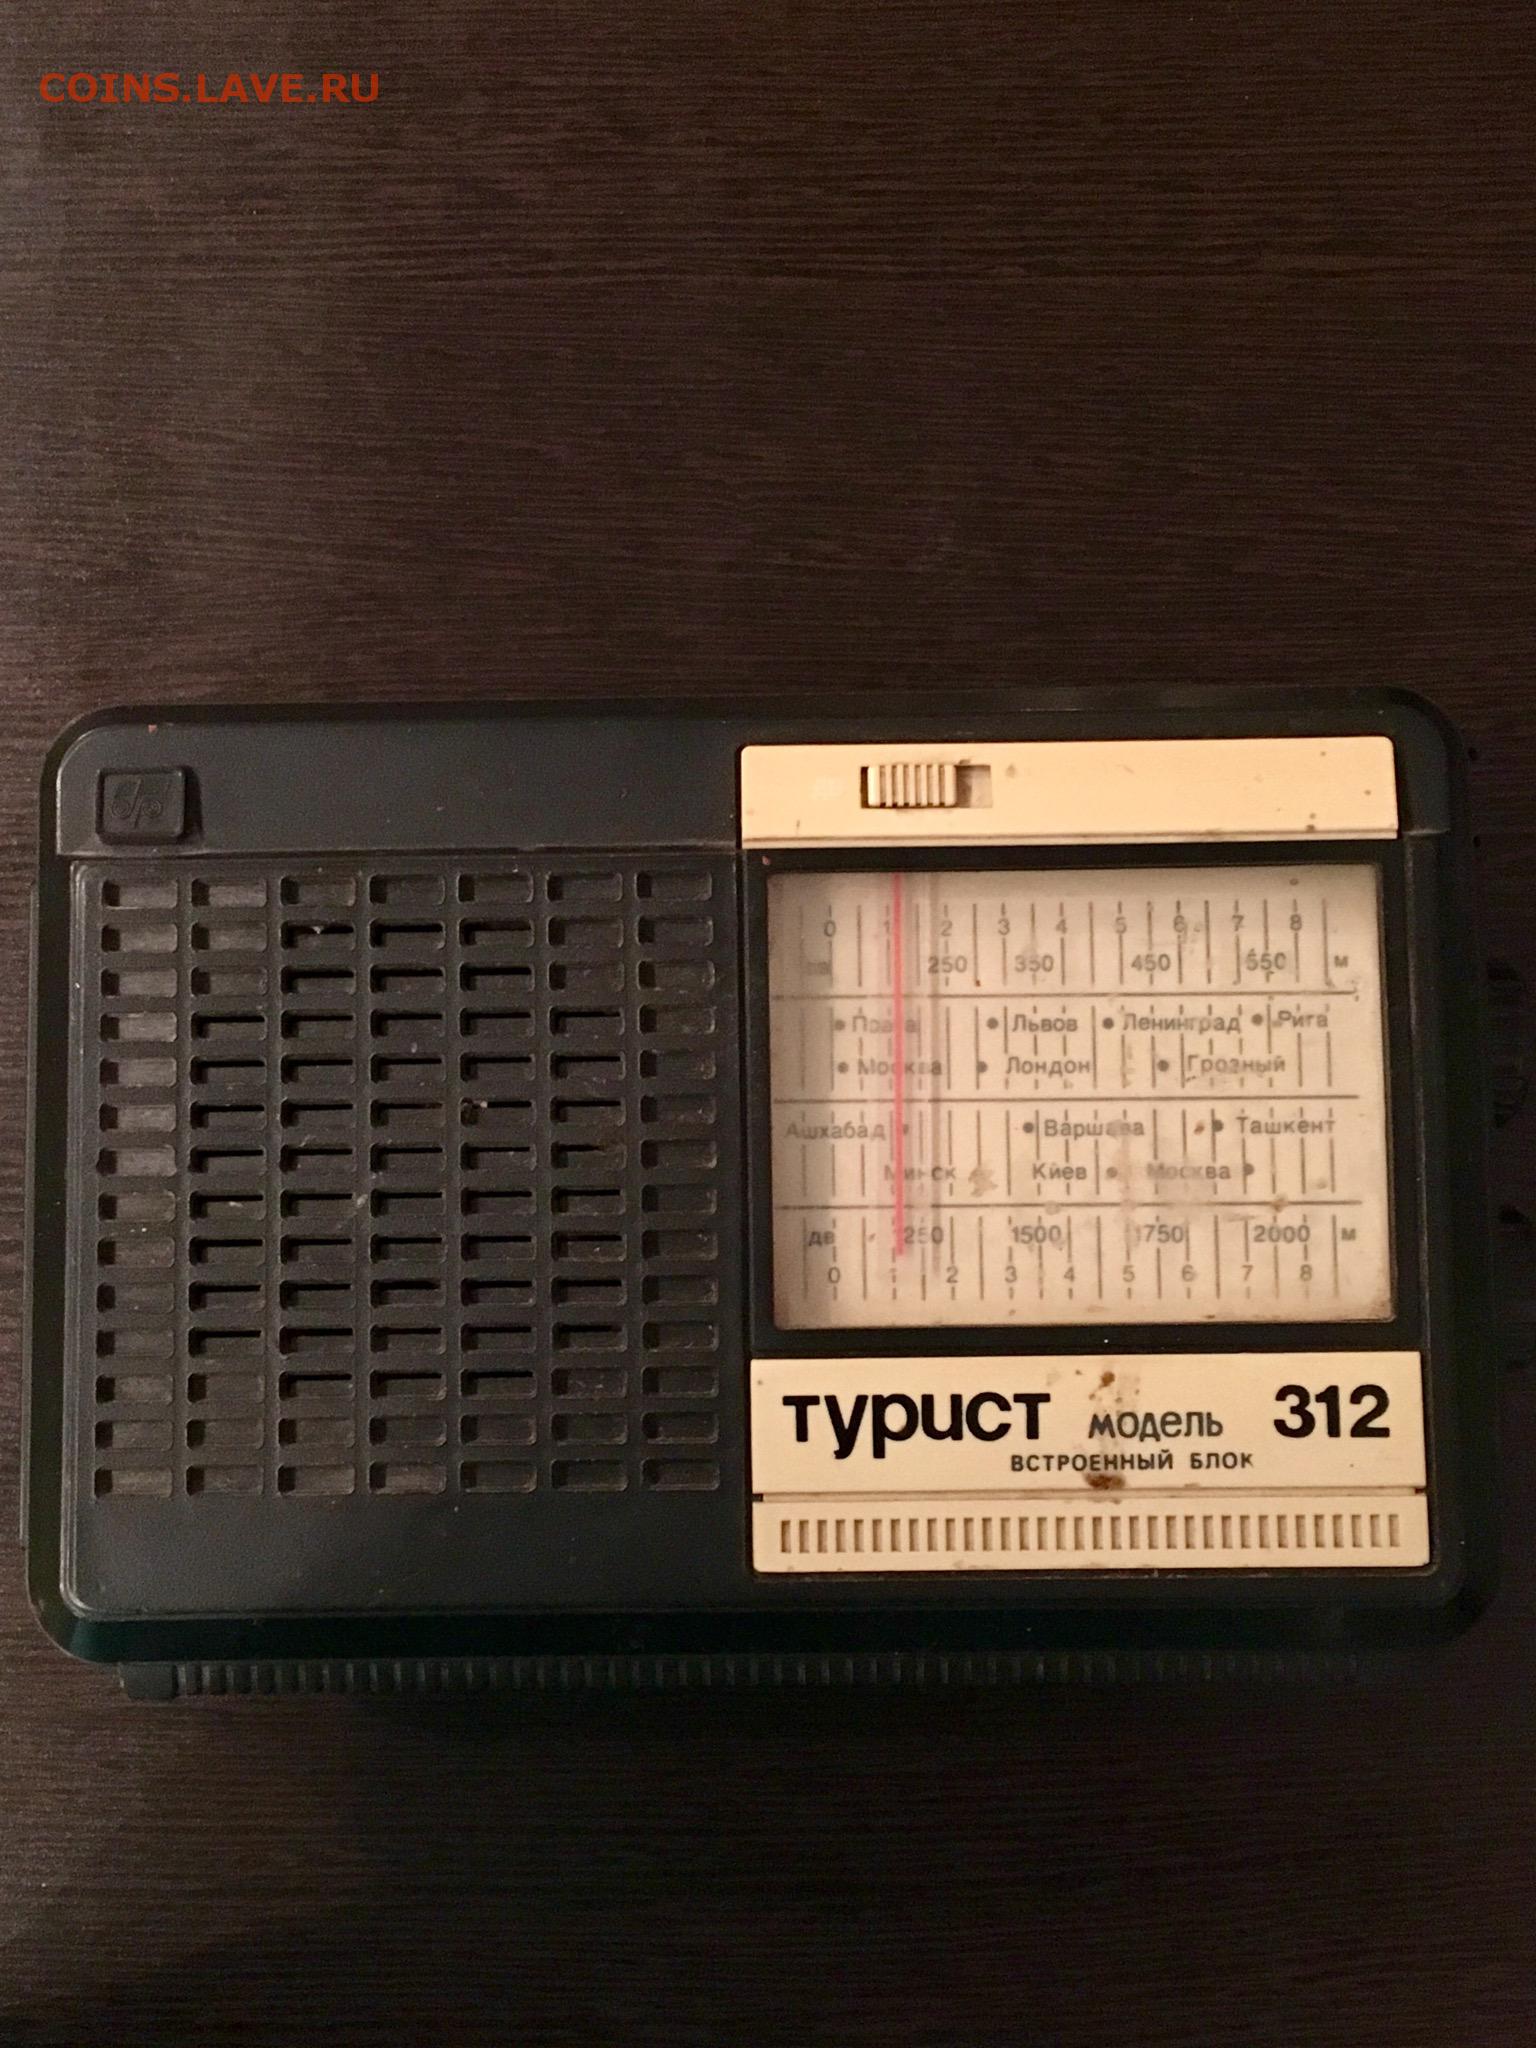 COINS.LAVE.RU
0 1 2 3 4 5 6 7 8
250 350 450 550 м
Прага Львов Ленинград Рига
Москва Лондон Грозный
Ашхабад Варшава Ташкент
Минск Киев Москва
дв 1250 1500 1750 2000 м
0 1 2 3 4 5 6 7 8
турист модель 312
ВСТРОЕННЫЙ БЛОК